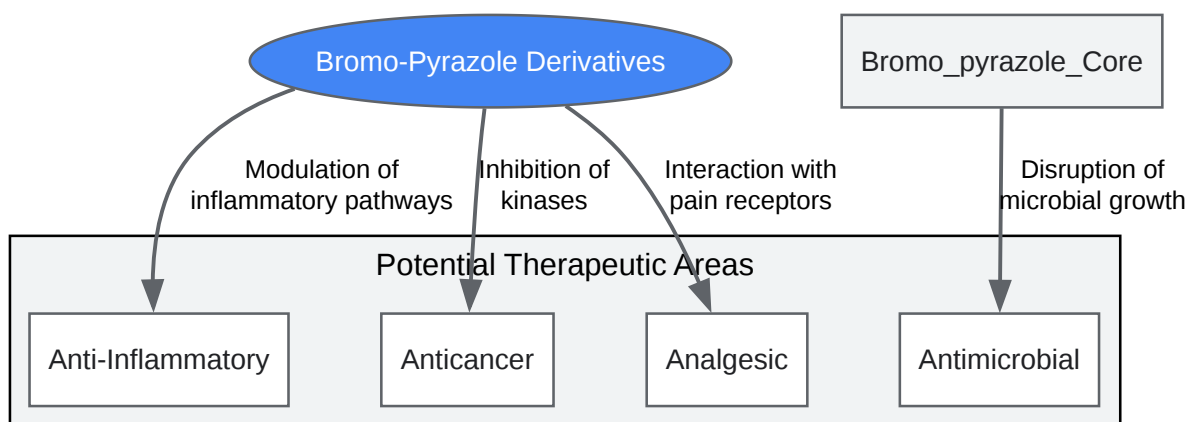 Bromo-Pyrazole Derivatives
Bromo_pyrazole_Core
Modulation of
inflammatory pathways
Inhibition of
kinases
Interaction with
pain receptors
Disruption of
microbial growth
Potential Therapeutic Areas
Anti-Inflammatory
Anticancer
Analgesic
Antimicrobial